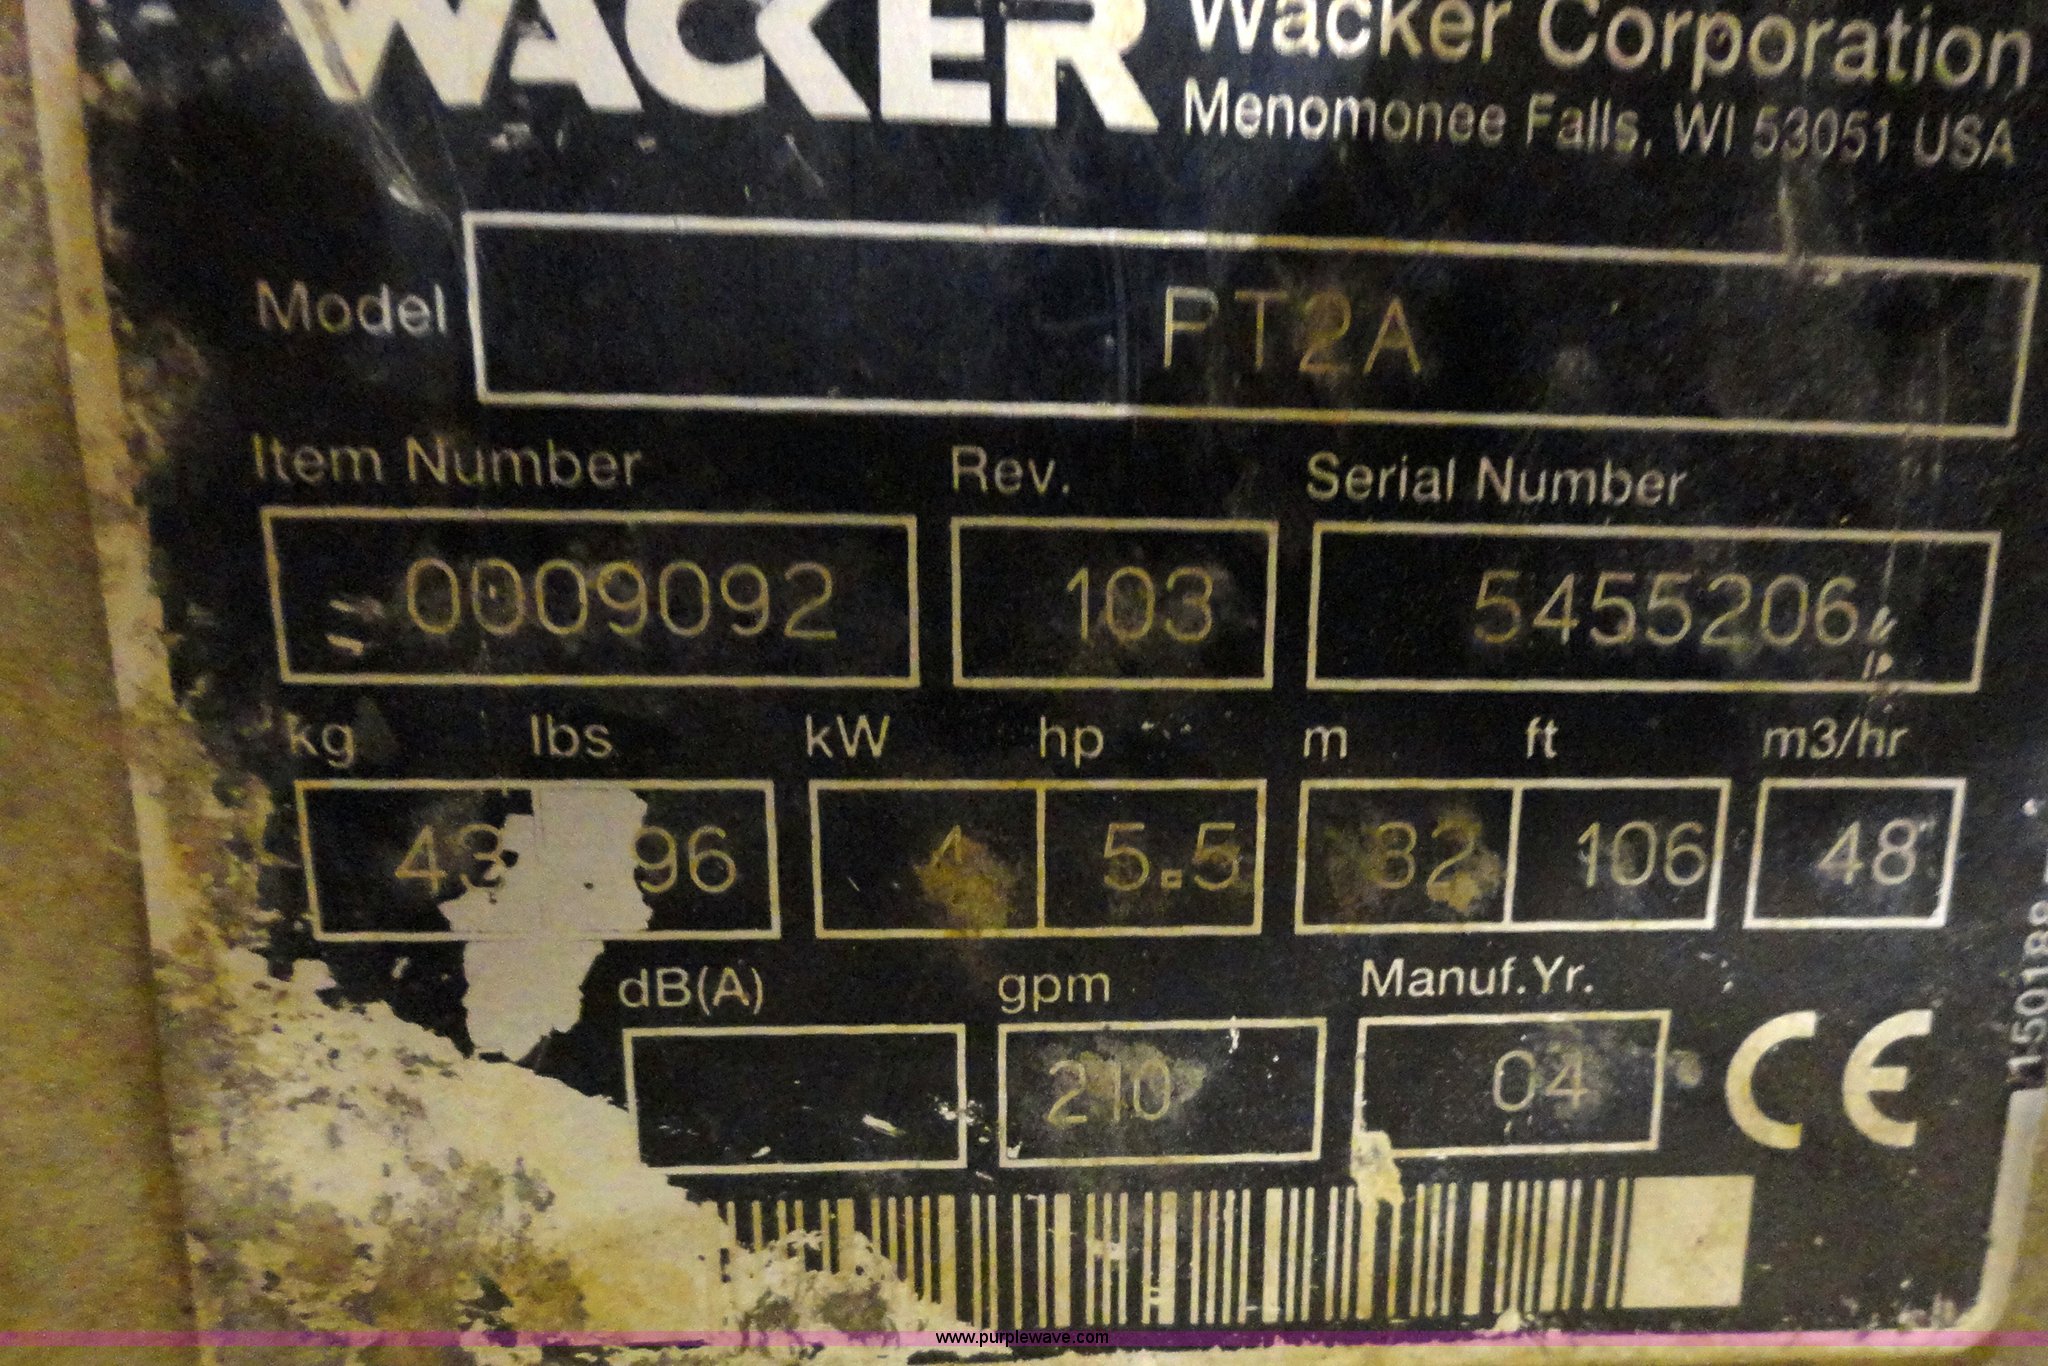 WACKER
Wacker Corporation
Menomonee Falls, WI 53051 USA
Model PT2A
Item Number Rev. Serial Number
0009092 103 5455206
kg lbs kW hp m ft m3/hr
43 96 5.5 32 106 48
dB(A) gpm Manuf.Yr.
210 04 CE
www.purplewave.com